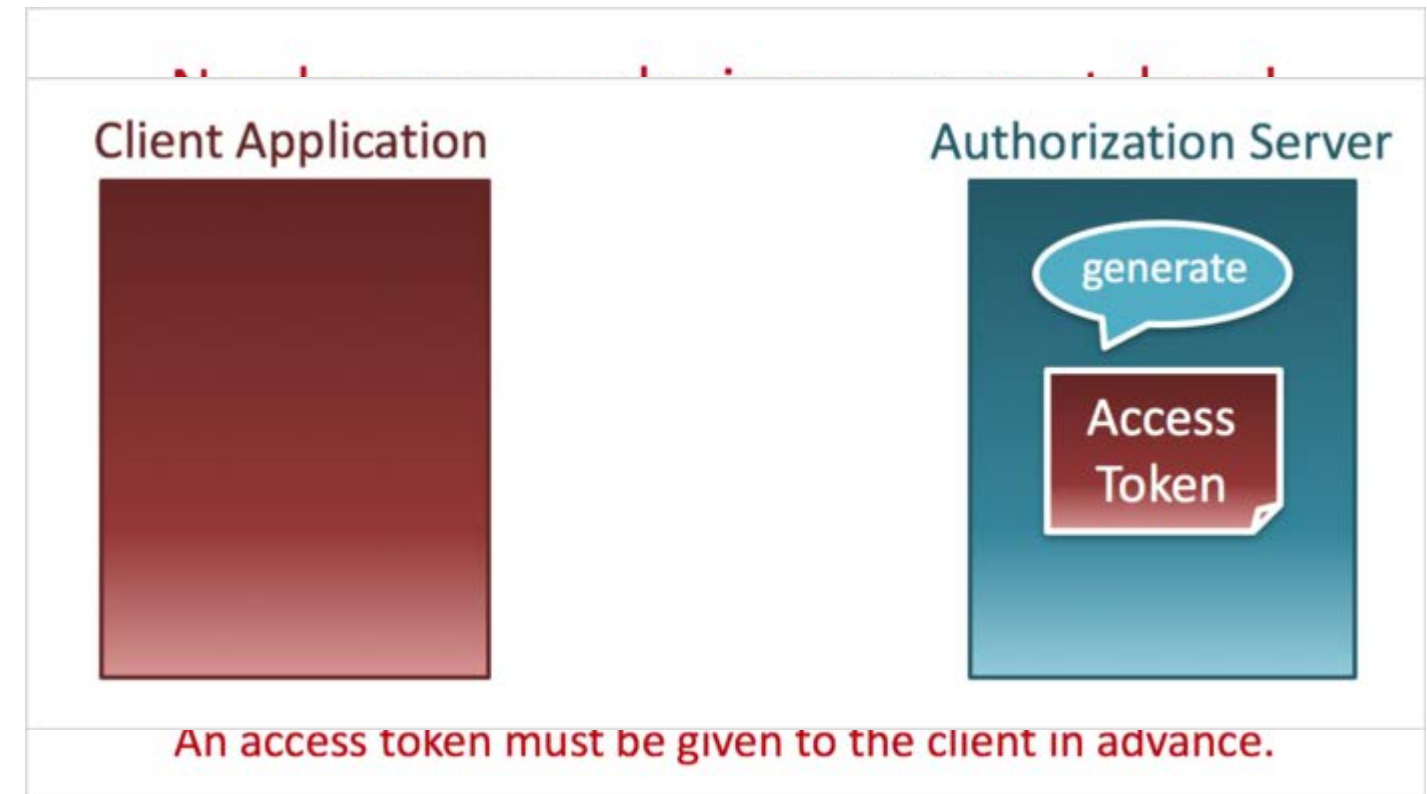 Client Application
Authorization Server
generate
Access
Token
An access token must be given to the client in advance.